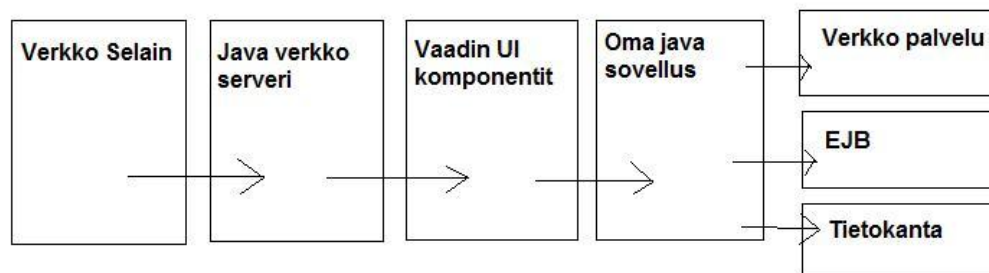 Verkko Selain
Java verkko
serveri
Vaadin UI
komponentit
Oma java
sovellus
Verkko palvelu
EJB
Tietokanta